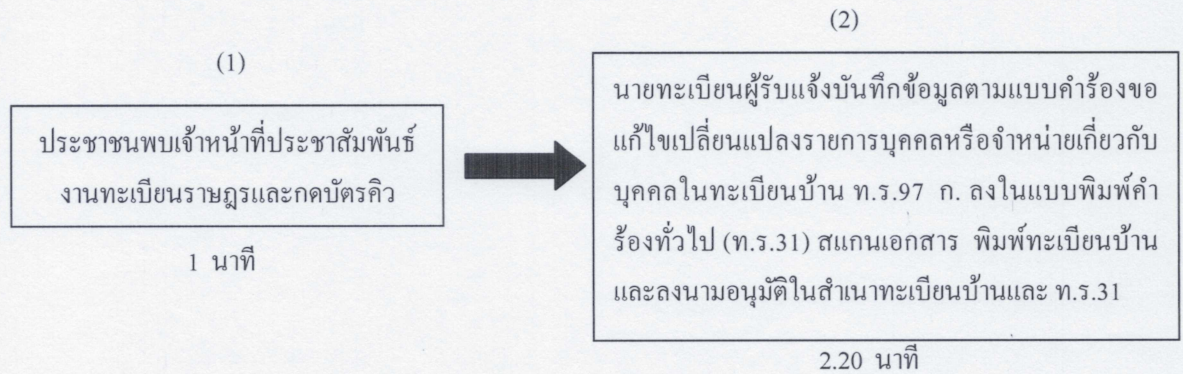 (1)
ประชาชนพบเจ้าหน้าที่ประชาสัมพันธ์
งานทะเบียนราษฎรและกดบัตรคิว
1 นาที
(2)
นายทะเบียนผู้รับแจ้งบันทึกข้อมูลตามแบบคำร้องขอ
แก้ไขเปลี่ยนแปลงรายการบุคคลหรือจำหน่ายเกี่ยวกับ
บุคคลในทะเบียนบ้าน ท.ร.97 ก. ลงในแบบพิมพ์คำ
ร้องทั่วไป (ท.ร.31) สแกนเอกสาร พิมพ์ทะเบียนบ้าน
และลงนามอนุมัติในสำเนาทะเบียนบ้านและ ท.ร.31
2.20 นาที